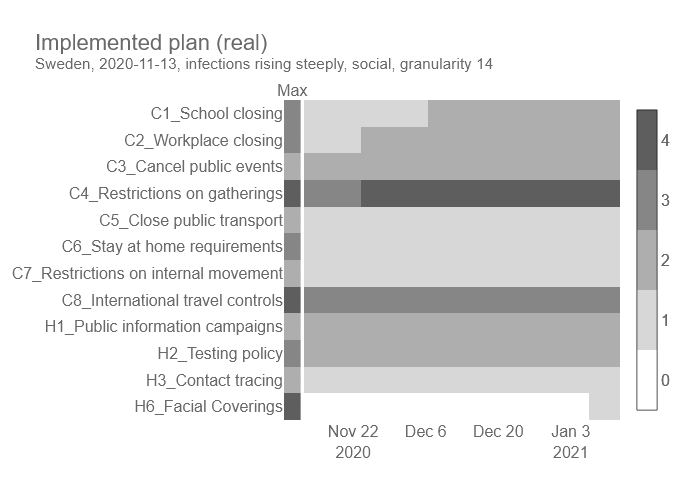 Implemented plan (real)
Sweden, 2020-11-13, infections rising steeply, social, granularity 14
Max
C1_School closing
C2_Workplace closing
C3_Cancel public events
C4_Restrictions on gatherings
C5_Close public transport
C6_Stay at home requirements
C7_Restrictions on internal movement
C8_International travel controls
H1_Public information campaigns
H2_Testing policy
H3_Contact tracing
H6_Facial Coverings
4
3
2
1
0
Nov 22 Dec 6 Dec 20 Jan 3
2020 2021